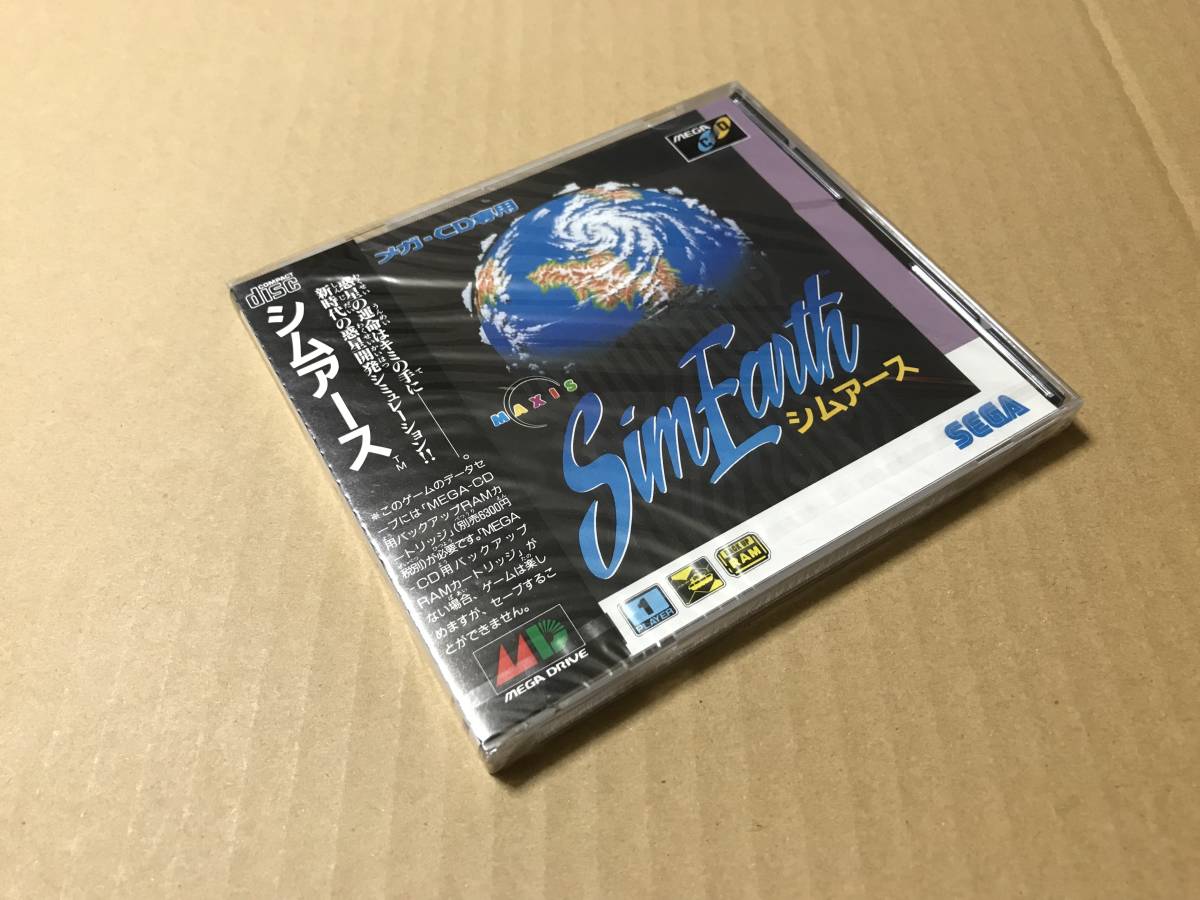 COMPACT
disc
シムアース
TM
惑星の運命はキミの手に――。
新時代の惑星開発シミュレーション!!
＊このゲームのデータセ
ーブには「MEGA-CD
用バックアップRAMカ
ートリッジ」(別売6300円
税別)が必要です。「MEGA
-CD用バックアップ
RAMカートリッジ」が
ない場合、ゲームは楽し
めますが、セーブするこ
とができません。
MEGA DRIVE
メガ-CD専用
MEGA
CD
MAXIS
SimEarth
シムアース
SEGA
1
PLAYER
BACK UP
RAM